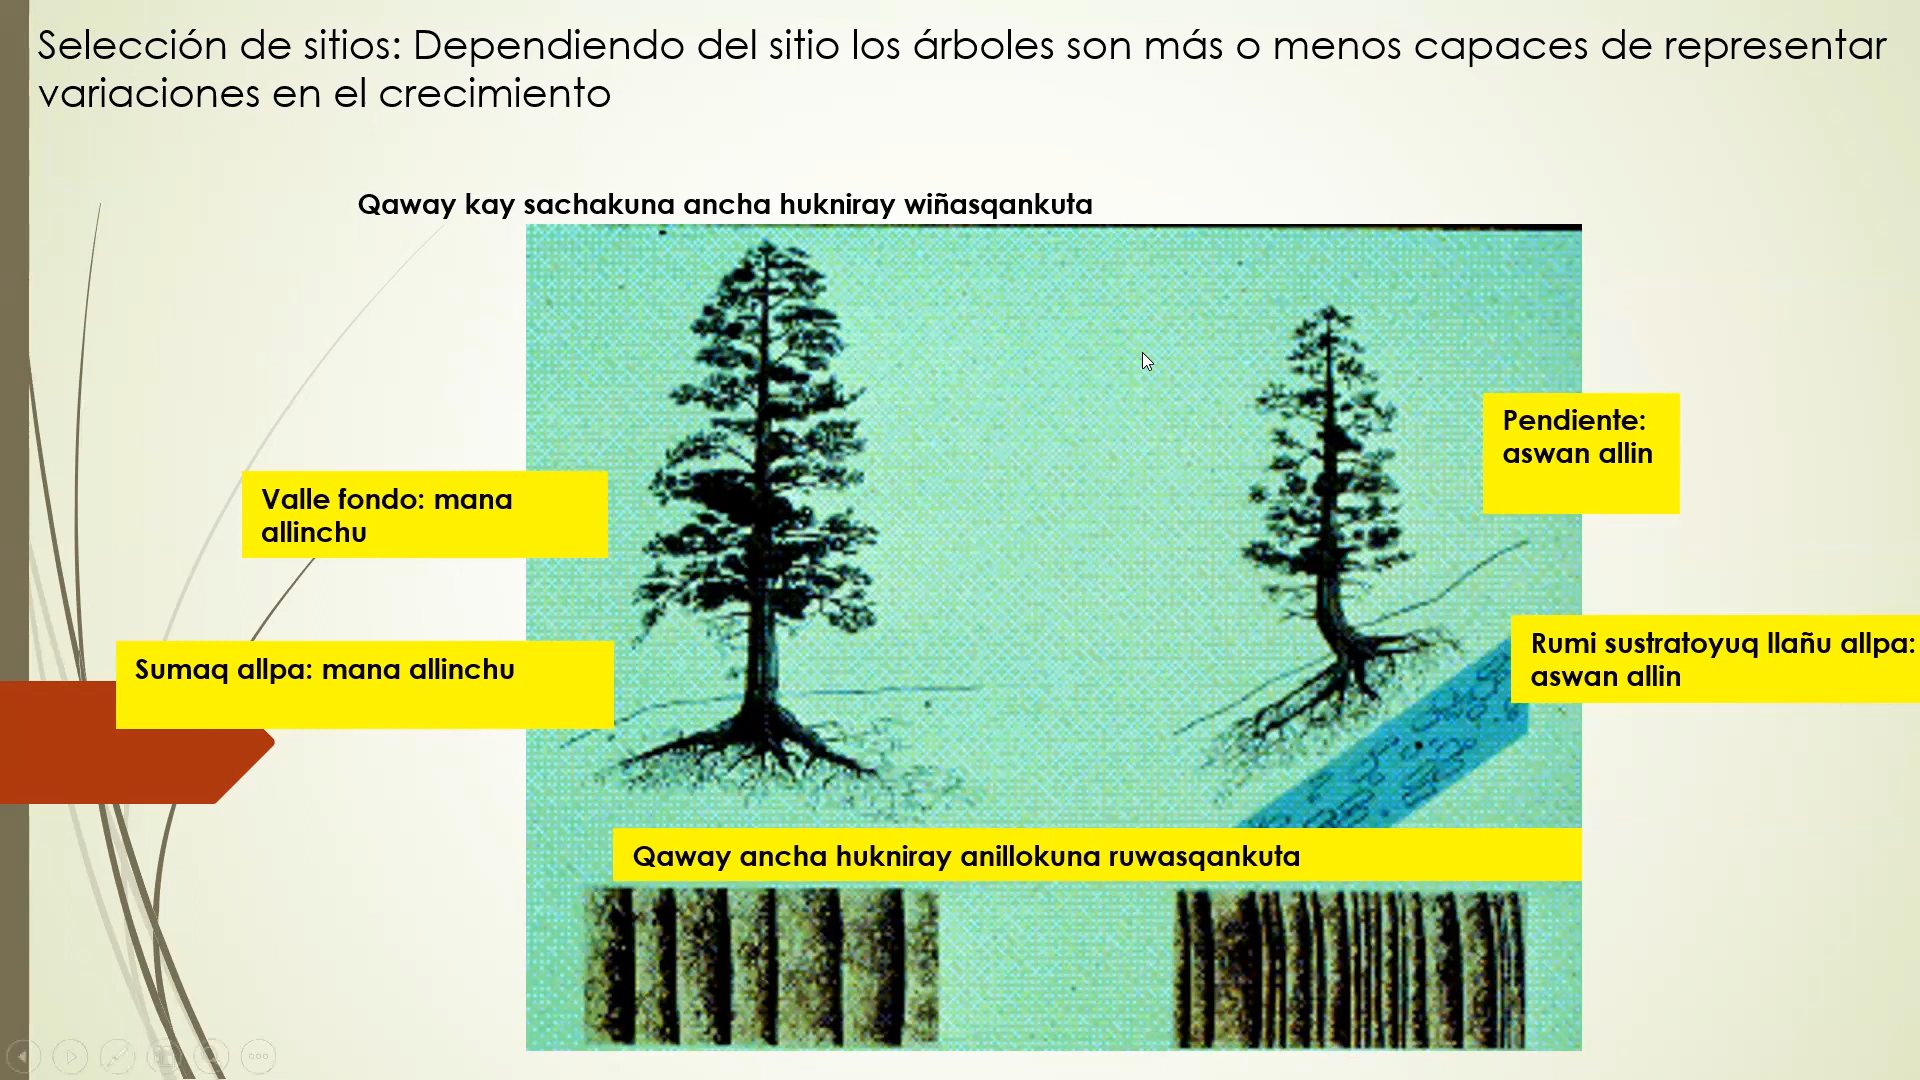 Selección de sitios: Dependiendo del sitio los árboles son más o menos capaces de representar
variaciones en el crecimiento
Qaway kay sachakuna ancha hukniray wiñasqankuta
Pendiente:
aswan allin
Valle fondo: mana
allinchu
Rumi sustratoyuq llañu allpa:
aswan allin
Sumaq allpa: mana allinchu
Qaway ancha hukniray anillokuna ruwasqankuta